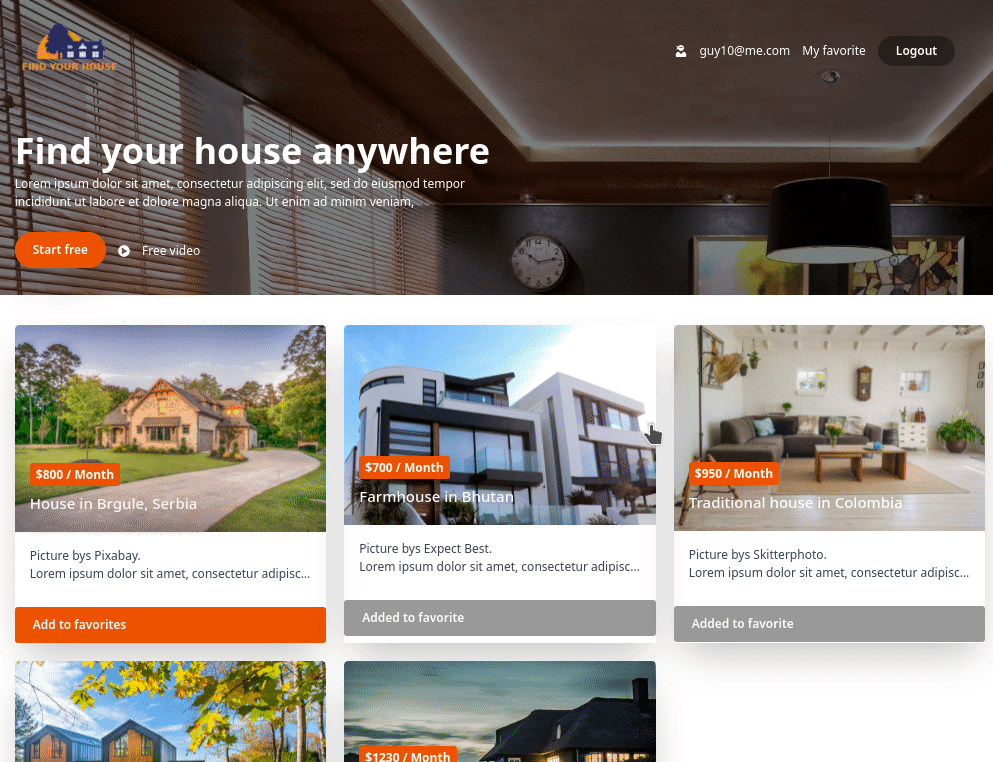 FIND YOUR HOUSE
guy10@me.com My favorite Logout
Find your house anywhere
Lorem ipsum dolor sit amet, consectetur adipiscing elit, sed do eiusmod tempor
incididunt ut labore et dolore magna aliqua. Ut enim ad minim veniam,
Start free Free video
$800 / Month
House in Brgule, Serbia
Picture bys Pixabay.
Lorem ipsum dolor sit amet, consectetur adipisc...
Add to favorites
$700 / Month
Farmhouse in Bhutan
Picture bys Expect Best.
Lorem ipsum dolor sit amet, consectetur adipisc...
Added to favorite
$950 / Month
Traditional house in Colombia
Picture bys Skitterphoto.
Lorem ipsum dolor sit amet, consectetur adipisc...
Added to favorite
$1230 / Month